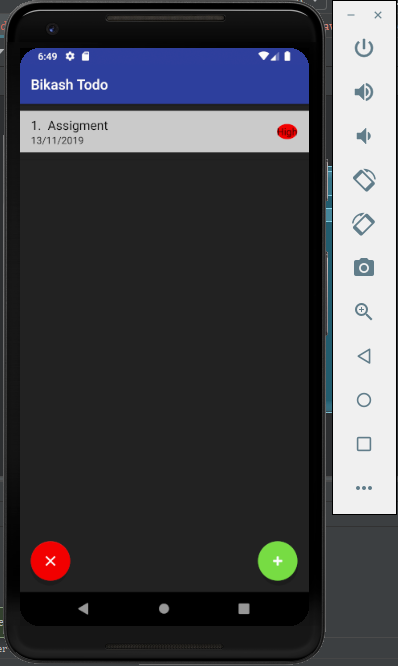 6:49
Bikash Todo
1. Assigment
High
13/11/2019